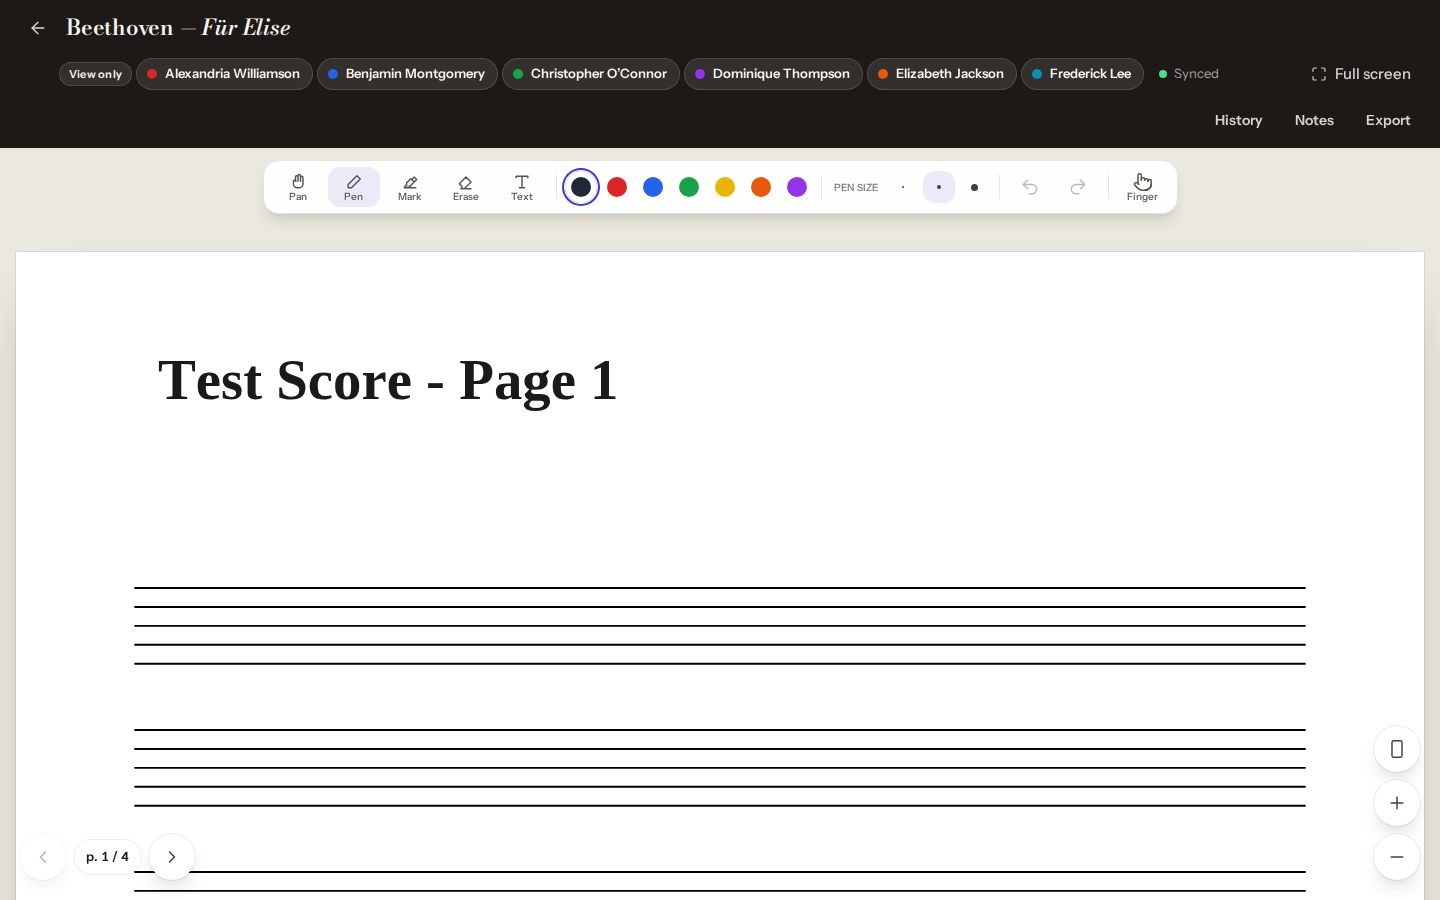 Beethoven — Für Elise
View only Alexandria Williamson Benjamin Montgomery Christopher O’Connor Dominique Thompson Elizabeth Jackson Frederick Lee Synced Full screen
History Notes Export
Pan Pen Mark Erase Text PEN SIZE Finger
Test Score - Page 1
p. 1 / 4